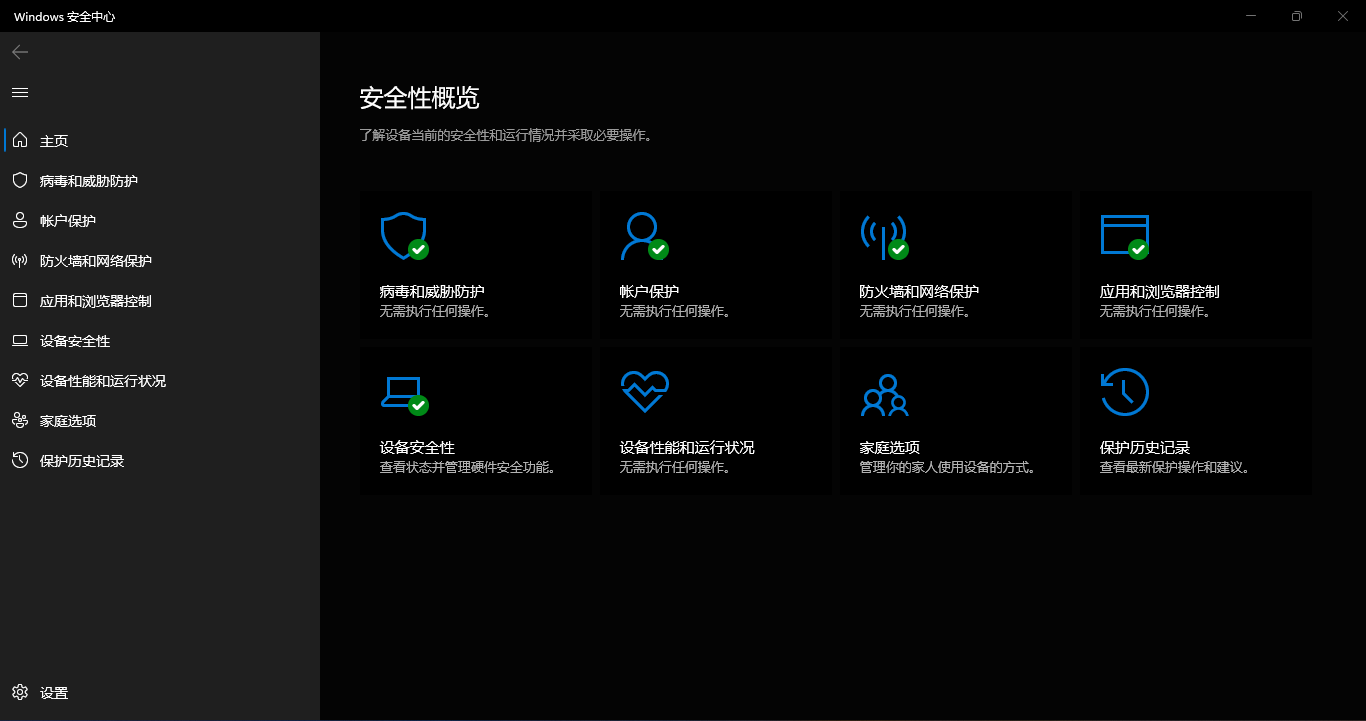 Windows 安全中心
主页
病毒和威胁防护
帐户保护
防火墙和网络保护
应用和浏览器控制
设备安全性
设备性能和运行状况
家庭选项
保护历史记录
设置
安全性概览
了解设备当前的安全性和运行情况并采取必要操作。
病毒和威胁防护
无需执行任何操作。
帐户保护
无需执行任何操作。
防火墙和网络保护
无需执行任何操作。
应用和浏览器控制
无需执行任何操作。
设备安全性
查看状态并管理硬件安全功能。
设备性能和运行状况
无需执行任何操作。
家庭选项
管理你的家人使用设备的方式。
保护历史记录
查看最新保护操作和建议。